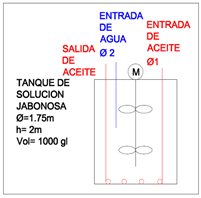 ENTRADA
DE
AGUA
Ø 2
ENTRADA
DE
ACEITE
Ø1
SALIDA
DE
ACEITE
M
TANQUE DE
SOLUCION
JABONOSA
Ø=1.75m
h= 2m
Vol= 1000 gl